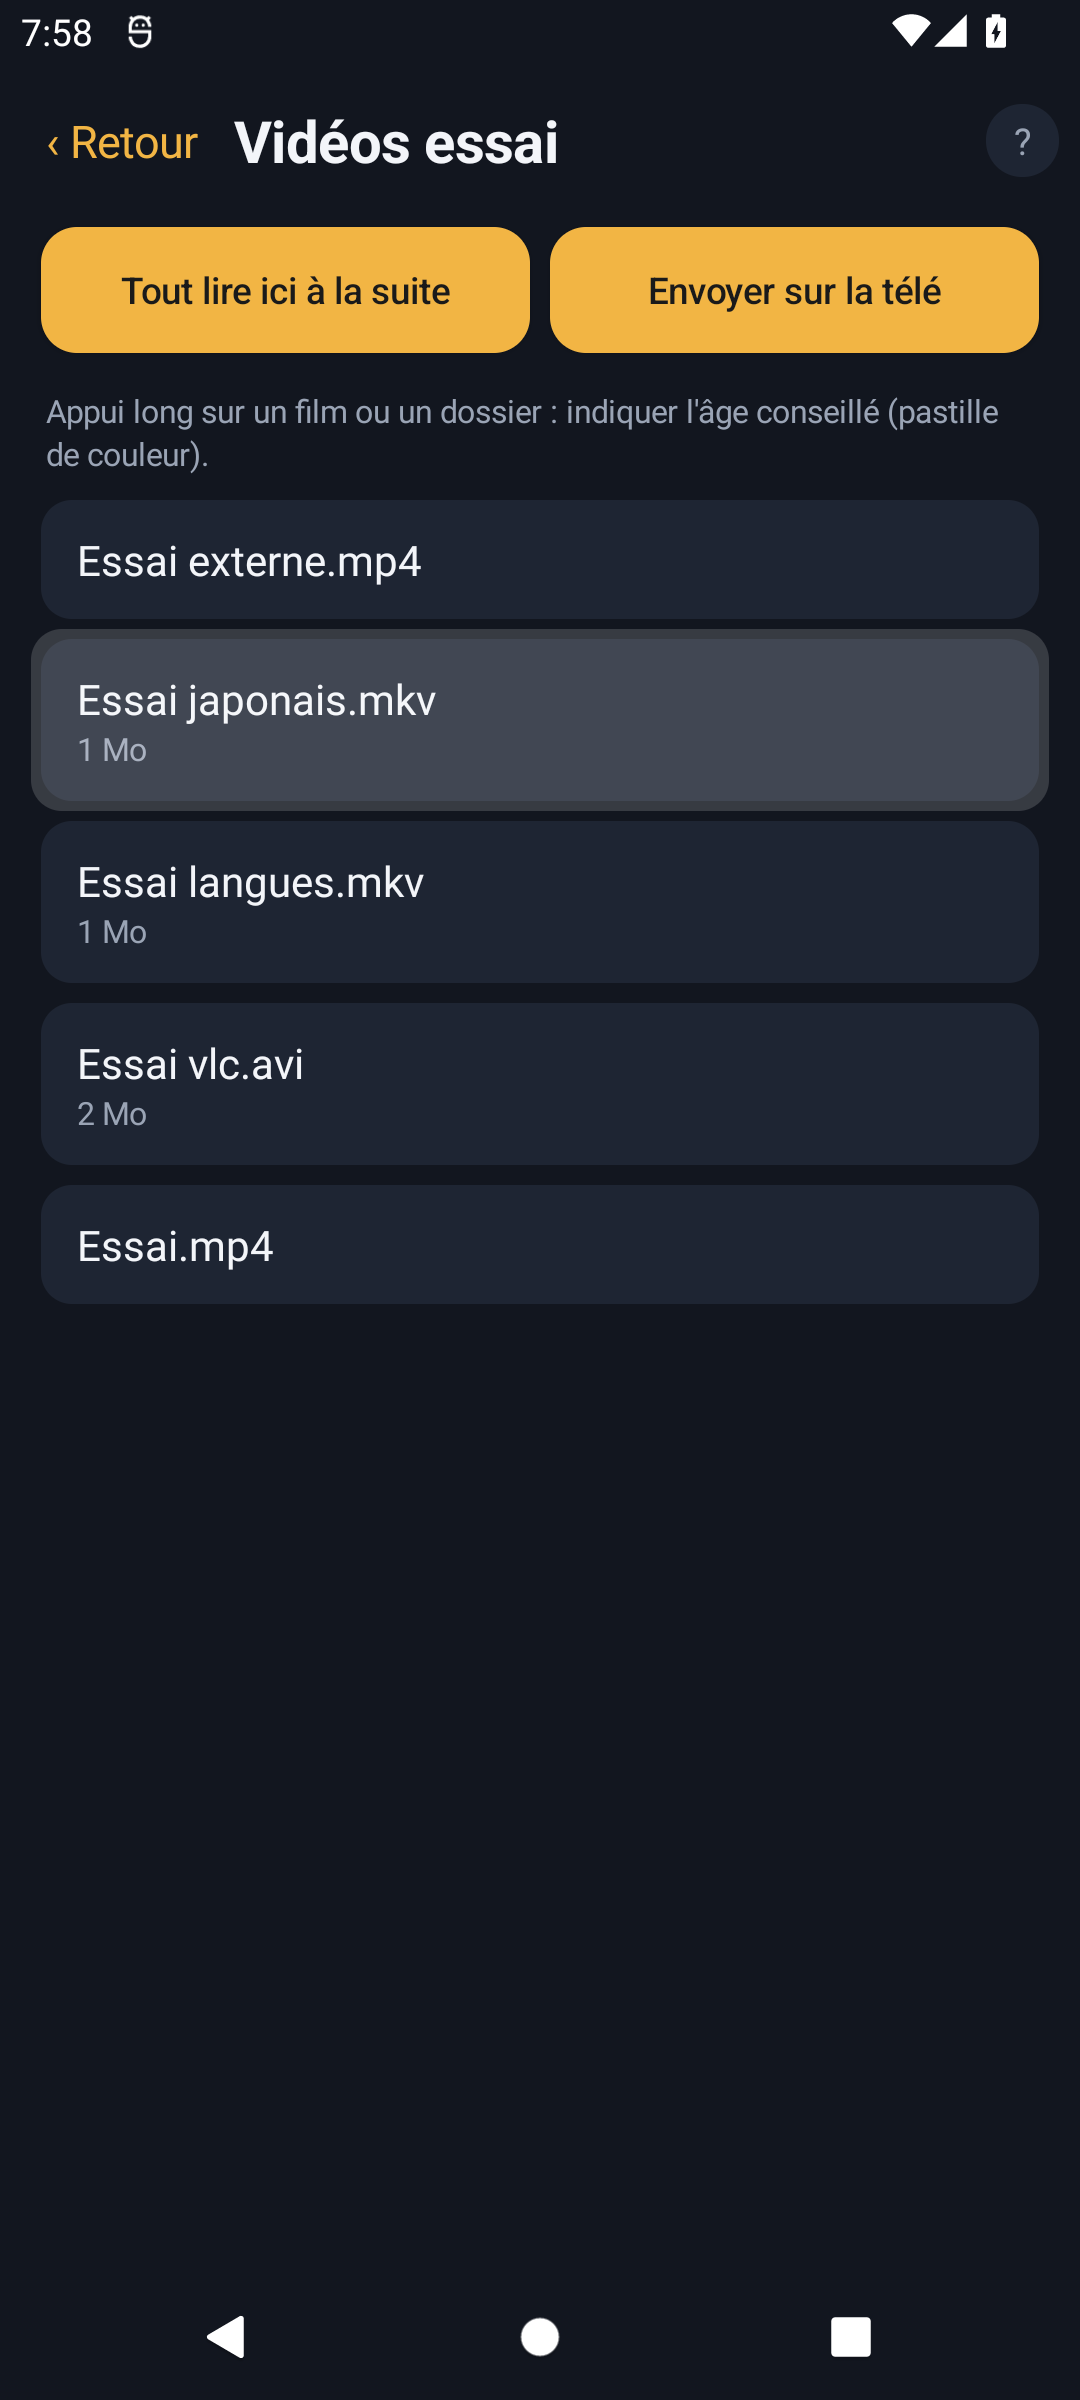 7:58
‹ Retour Vidéos essai ?
Tout lire ici à la suite
Envoyer sur la télé
Appui long sur un film ou un dossier : indiquer l'âge conseillé (pastille
de couleur).
Essai externe.mp4
Essai japonais.mkv
1 Mo
Essai langues.mkv
1 Mo
Essai vlc.avi
2 Mo
Essai.mp4